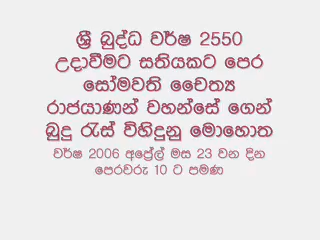 ශ්‍රී බුද්ධ වර්ෂ 2550
උදාවීමට සතියකට පෙර
සෝමවතී චෛත්‍ය
රාජයාණන් වහන්සේ ගෙන්
බුදු රැස් විහිදුනු මොහොත
වර්ෂ 2006 අප්‍රේල් මස 23 වන දින
පෙරවරු 10 ට පමණ